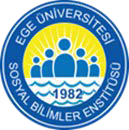 EGE ÜNİVERSİTESİ
1982
SOSYAL BİLİMLER ENSTİTÜSÜ